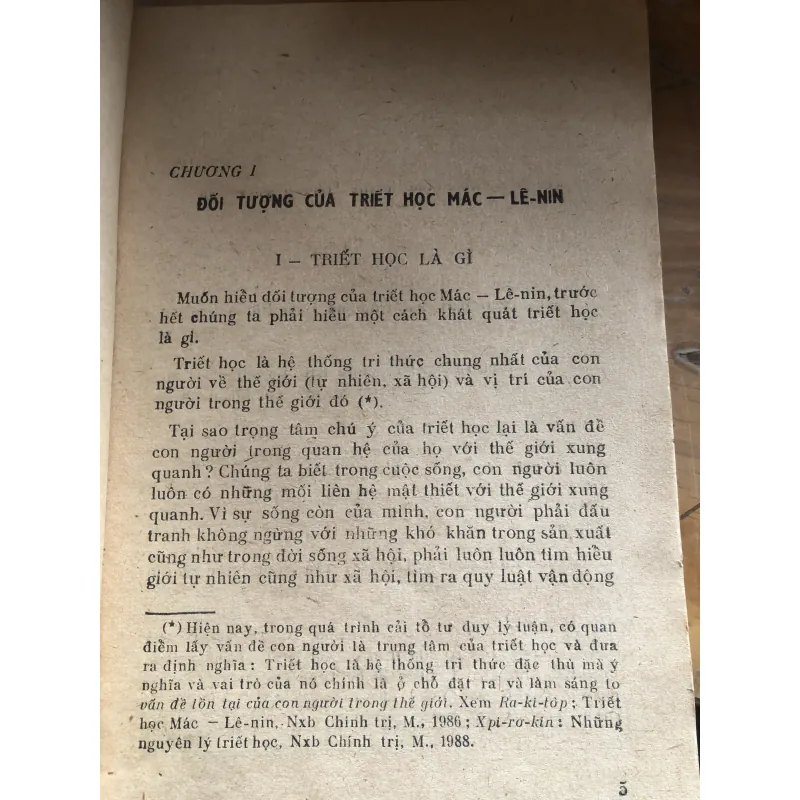 CHƯƠNG 1
ĐỐI TƯỢNG CỦA TRIẾT HỌC MÁC — LÊ-NIN
I — TRIẾT HỌC LÀ GÌ
Muốn hiểu đối tượng của triết học Mác — Lê-nin, trước
hết chúng ta phải hiểu một cách khát quát triết học
là gì.
Triết học là hệ thống tri thức chung nhất của con
người về thế giới (tự nhiên, xã hội) và vị trí của con
người trong thế giới đó (*).
Tại sao trọng tâm chú ý của triết học lại là vấn đề
con người trong quan hệ của họ với thế giới xung
quanh? Chúng ta biết trong cuộc sống, con người luôn
luôn có những mối liên hệ mật thiết với thế giới xung
quanh. Vì sự sống còn của mình, con người phải đấu
tranh không ngừng với những khó khăn trong sản xuất
cũng như trong đời sống xã hội, phải luôn luôn tìm hiểu
giới tự nhiên cũng như xã hội, tìm ra quy luật vận động
(*) Hiện nay, trong quá trình cải tổ tư duy lý luận, có quan
điểm lấy vấn đề con người là trung tâm của triết học và đưa
ra định nghĩa: Triết học là hệ thống tri thức đặc thù mà ý
nghĩa và vai trò của nó chính là ở chỗ đặt ra và làm sáng tỏ
vấn đề tồn tại của con người trong thế giới. Xem Ra-ki-tốp: Triết
học Mác — Lê-nin, Nxb Chính trị, M., 1986; Xpi-rơ-kin: Những
nguyên lý triết học, Nxb Chính trị, M., 1988.
5